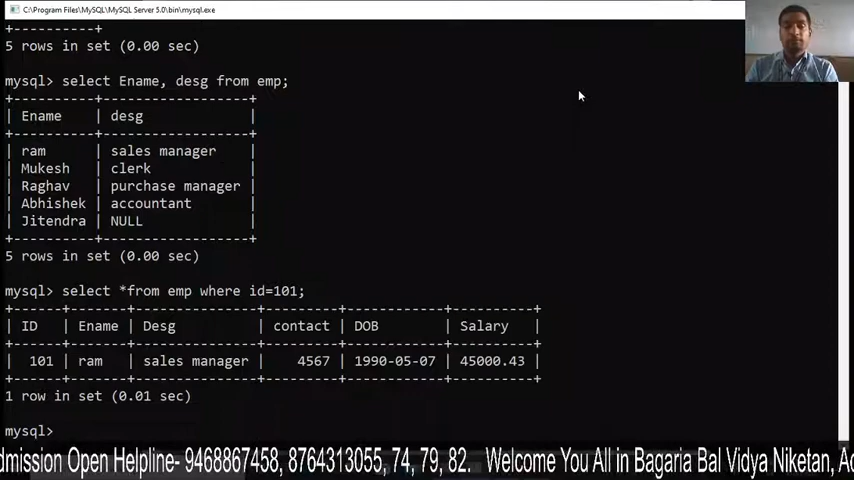 C:\Program Files\MySQL\MySQL Server 5.0\bin\mysql.exe
+----------+
5 rows in set (0.00 sec)
mysql> select Ename, desg from emp;
+----------+------------------+
| Ename    | desg             |
+----------+------------------+
| ram      | sales manager    |
| Mukesh   | clerk            |
| Raghav   | purchase manager |
| Abhishek | accountant       |
| Jitendra | NULL             |
+----------+------------------+
5 rows in set (0.00 sec)
mysql> select *from emp where id=101;
+------+-------+---------------+---------+------------+----------+
| ID   | Ename | Desg          | contact | DOB        | Salary   |
+------+-------+---------------+---------+------------+----------+
|  101 | ram   | sales manager |    4567 | 1990-05-07 | 45000.43 |
+------+-------+---------------+---------+------------+----------+
1 row in set (0.01 sec)
mysql>
dmission Open Helpline- 9468867458, 8764313055, 74, 79, 82. Welcome You All in Bagaria Bal Vidya Niketan, Ad